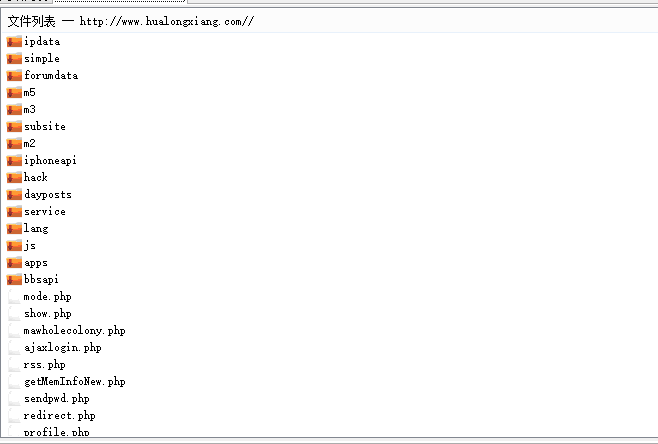 文件列表 — http://www.hualongxiang.com//
ipdata
simple
forumdata
m5
m3
subsite
m2
iphoneapi
hack
dayposts
service
lang
js
apps
bbsapi
mode.php
show.php
mawholecolony.php
ajaxlogin.php
rss.php
getMemInfoNew.php
sendpwd.php
redirect.php
profile.php